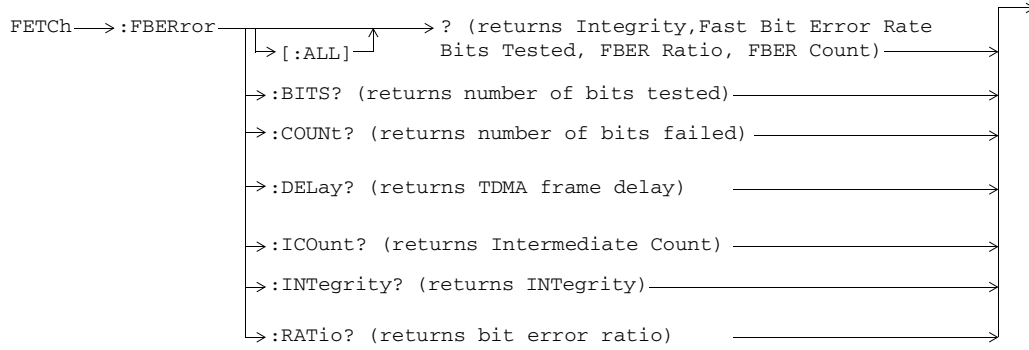 FETCh :FBERror ? (returns Integrity,Fast Bit Error Rate
[:ALL] Bits Tested, FBER Ratio, FBER Count)
:BITS? (returns number of bits tested)
:COUNt? (returns number of bits failed)
:DELay? (returns TDMA frame delay)
:ICOunt? (returns Intermediate Count)
:INTegrity? (returns INTegrity)
:RATio? (returns bit error ratio)